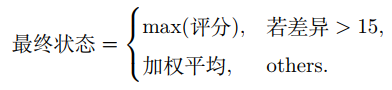 最终状态 = { max(评分), 若差异 > 15,
加权平均, others.